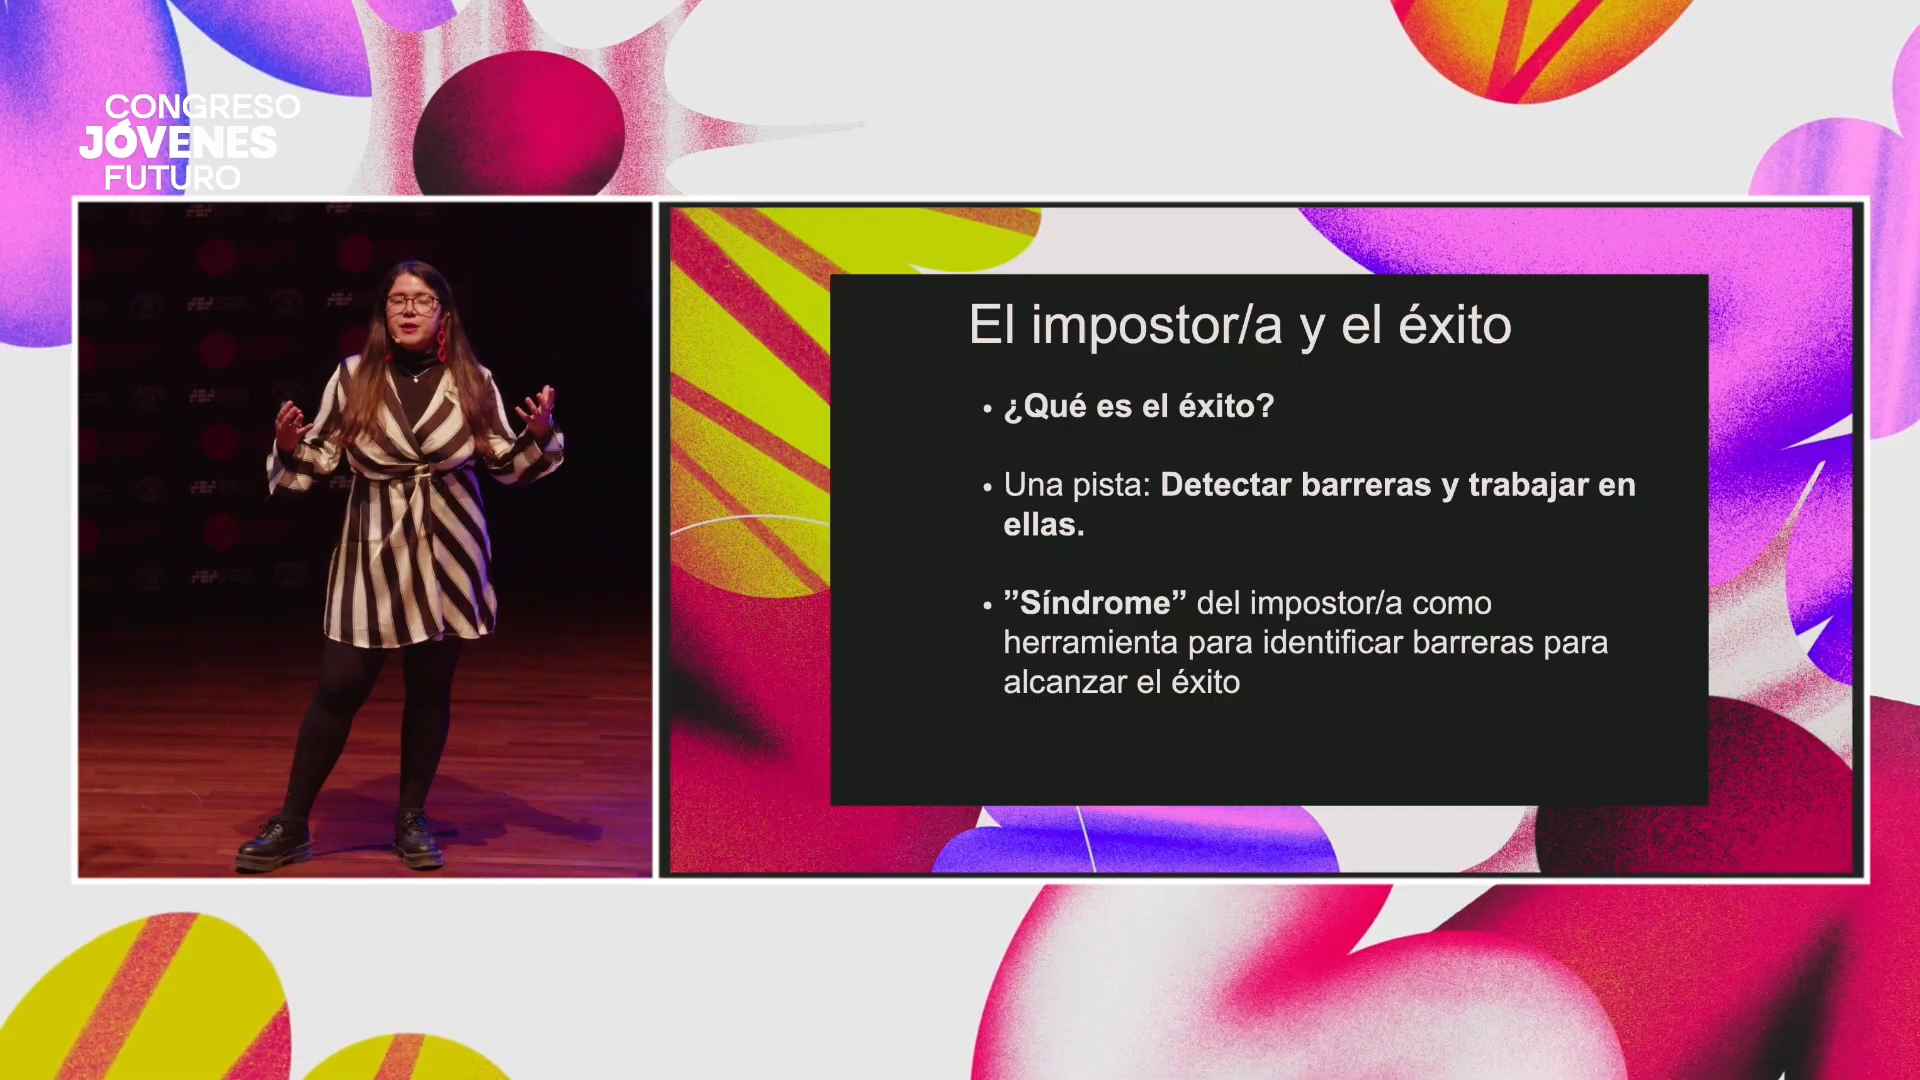 CONGRESO
JÓVENES
FUTURO
El impostor/a y el éxito
• ¿Qué es el éxito?
• Una pista: Detectar barreras y trabajar en
ellas.
• ”Síndrome” del impostor/a como
herramienta para identificar barreras para
alcanzar el éxito